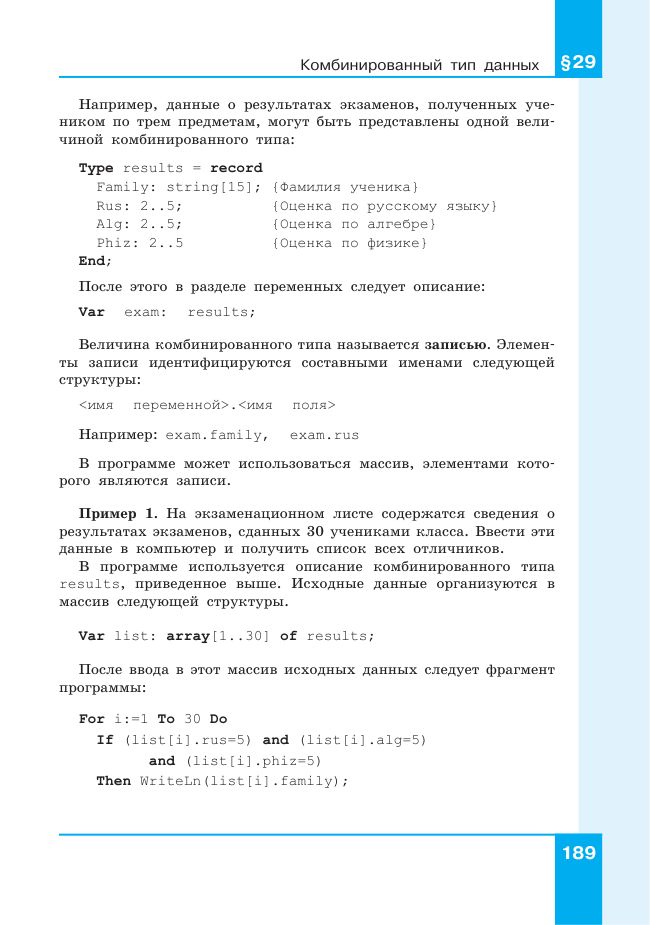 Комбинированный тип данных §29
Например, данные о результатах экзаменов, полученных уче-
ником по трем предметам, могут быть представлены одной вели-
чиной комбинированного типа:
Type results = record
Family: string[15]; {Фамилия ученика}
Rus: 2..5; {Оценка по русскому языку}
Alg: 2..5; {Оценка по алгебре}
Phiz: 2..5 {Оценка по физике}
End;
После этого в разделе переменных следует описание:
Var exam: results;
Величина комбинированного типа называется записью. Элемен-
ты записи идентифицируются составными именами следующей
структуры:
<имя переменной>.<имя поля>
Например: exam.family, exam.rus
В программе может использоваться массив, элементами кото-
рого являются записи.
Пример 1. На экзаменационном листе содержатся сведения о
результатах экзаменов, сданных 30 учениками класса. Ввести эти
данные в компьютер и получить список всех отличников.
В программе используется описание комбинированного типа
results, приведенное выше. Исходные данные организуются в
массив следующей структуры.
Var list: array[1..30] of results;
После ввода в этот массив исходных данных следует фрагмент
программы:
For i:=1 To 30 Do
If (list[i].rus=5) and (list[i].alg=5)
and (list[i].phiz=5)
Then WriteLn(list[i].family);
189